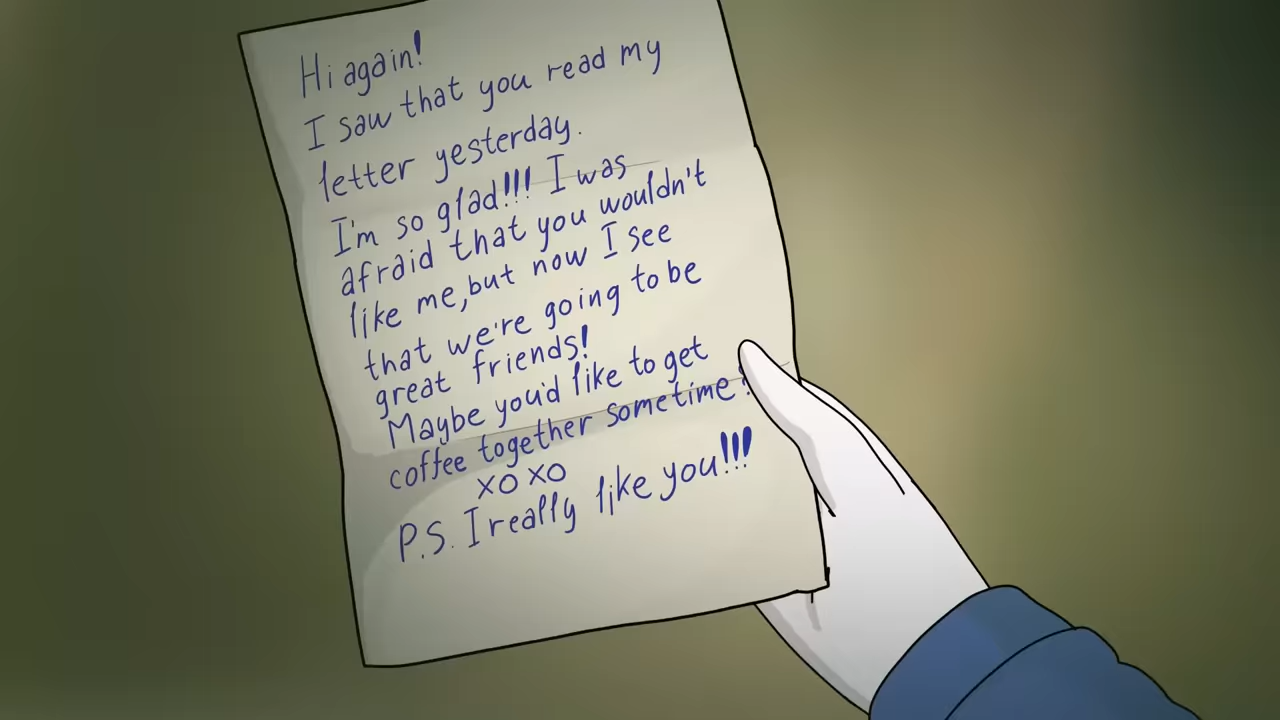 Hi again!
I saw that you read my
letter yesterday.
I'm so glad!!! I was
afraid that you wouldn't
like me, but now I see
that we're going to be
great friends!
Maybe you'd like to get
coffee together sometime?
XO XO
P.S. I really like you!!!